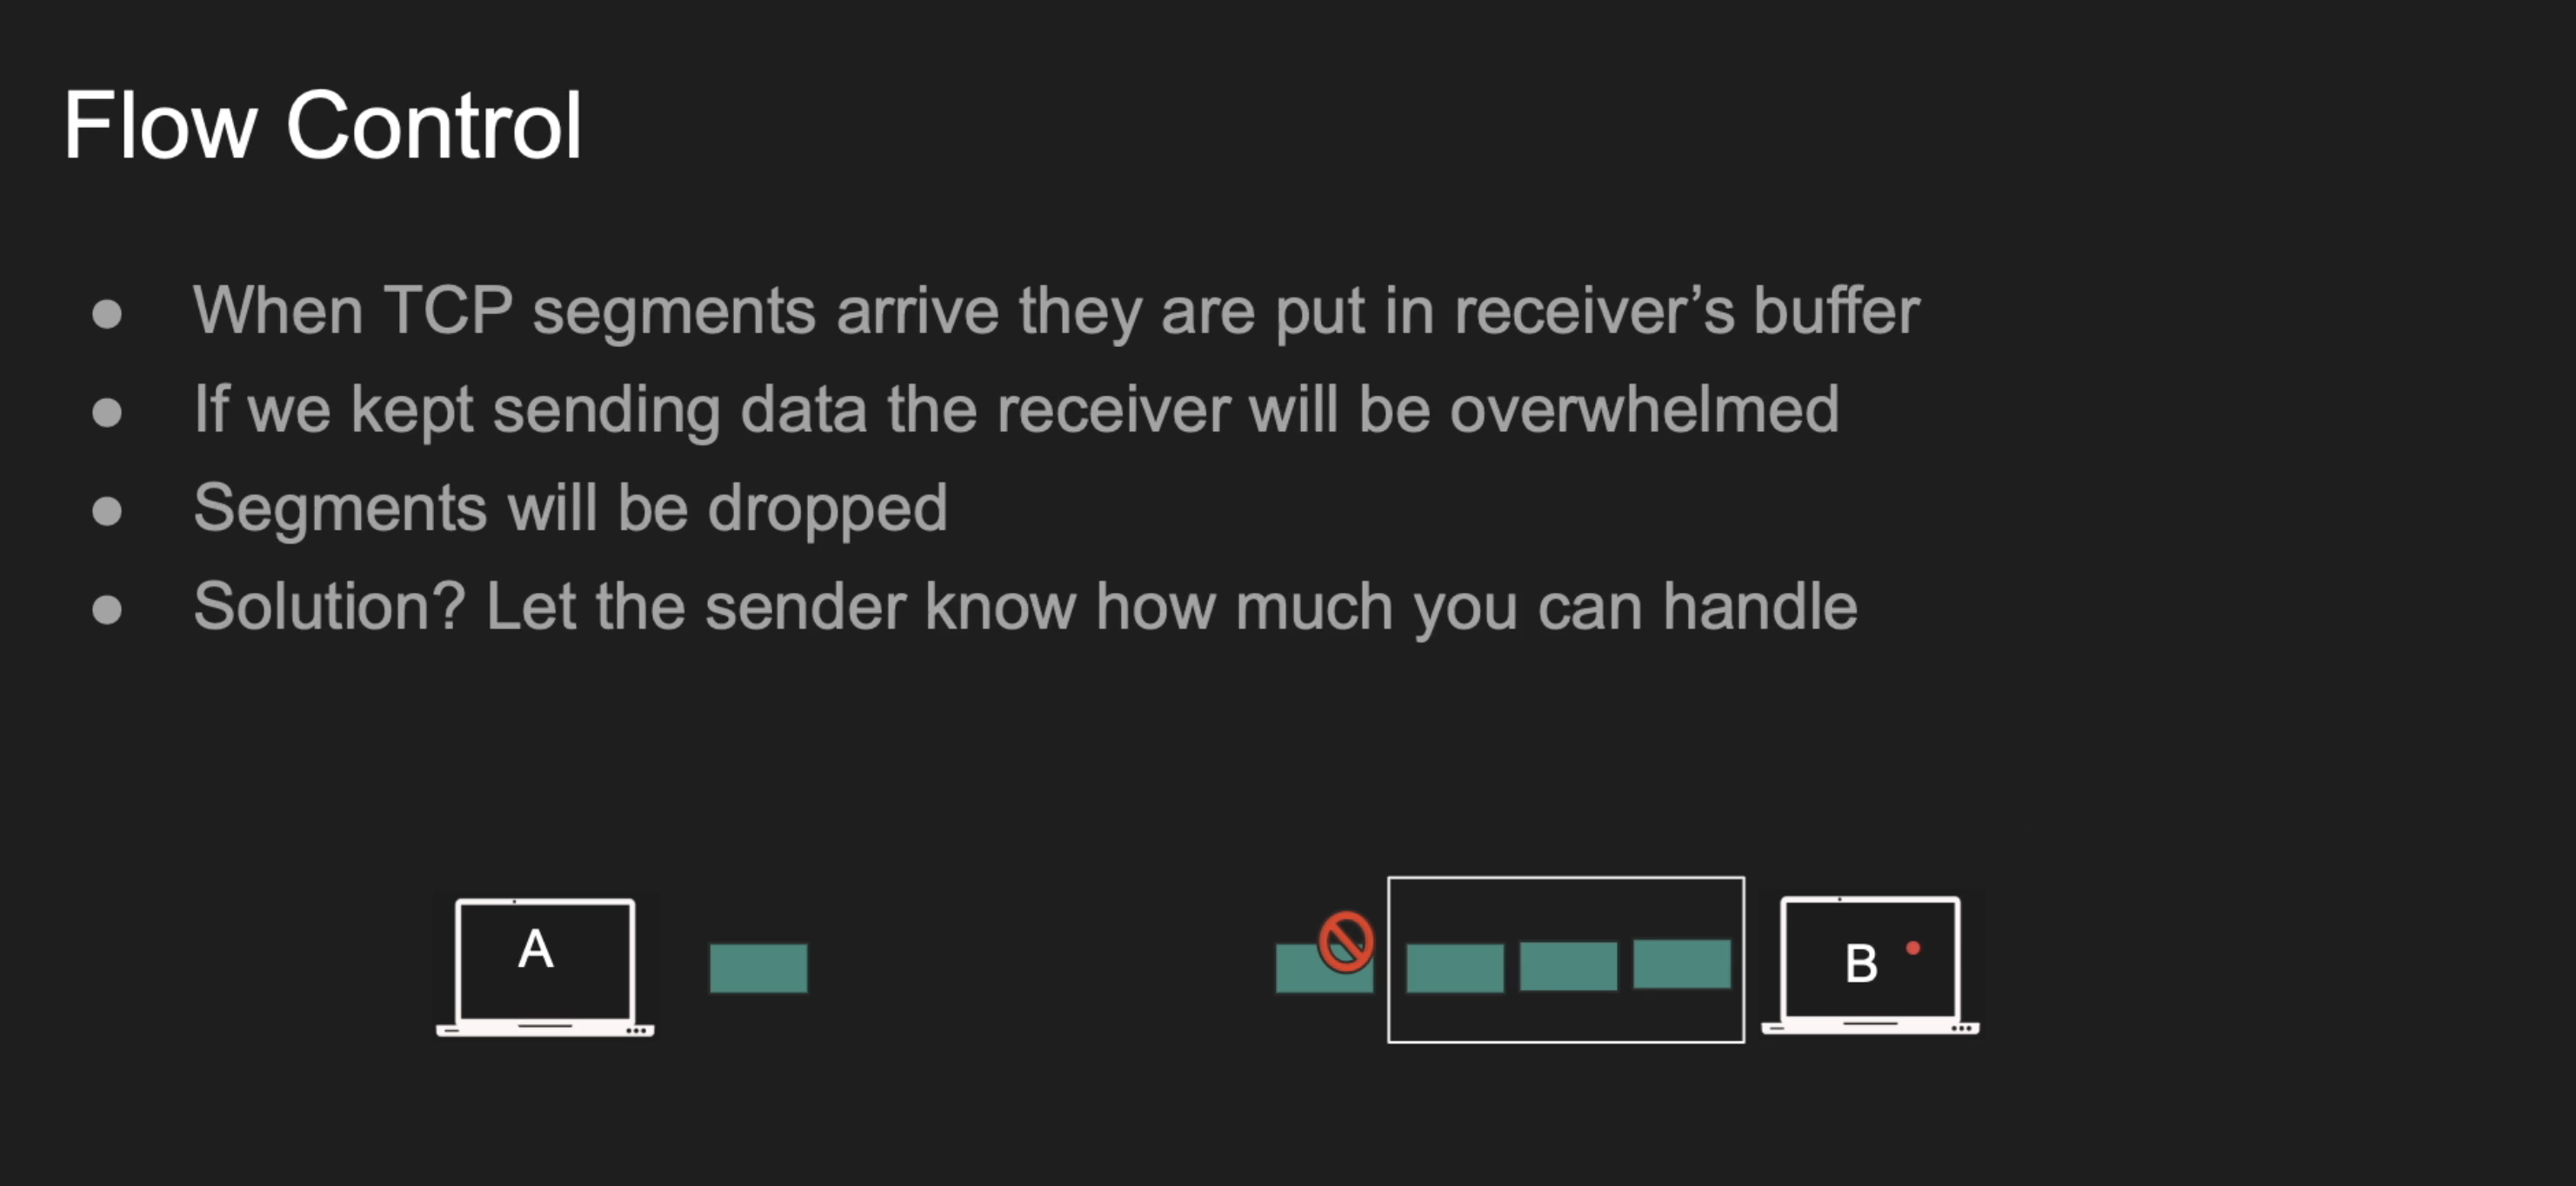 Flow Control
● When TCP segments arrive they are put in receiver’s buffer
● If we kept sending data the receiver will be overwhelmed
● Segments will be dropped
● Solution? Let the sender know how much you can handle
A
B